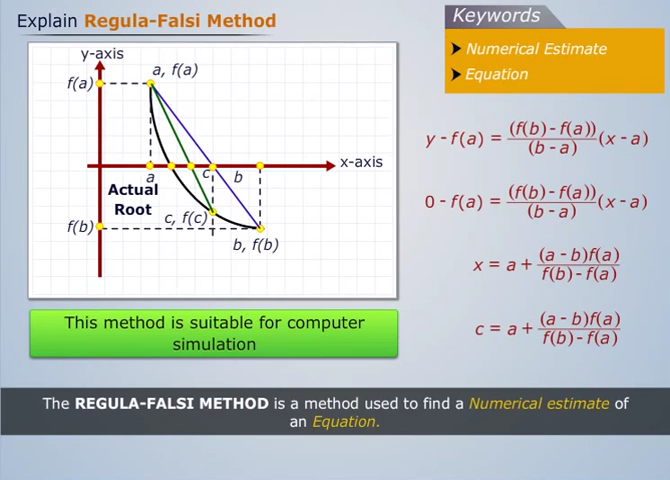 Explain Regula-Falsi Method
Keywords
Numerical Estimate
Equation
y-axis
a, f(a)
f(a)
x-axis
a
c
b
Actual
Root
c, f(c)
f(b)
b, f(b)
y - f(a) = (f(b) - f(a)) / (b - a) (x - a)
0 - f(a) = (f(b) - f(a)) / (b - a) (x - a)
x = a + (a - b)f(a) / f(b) - f(a)
c = a + (a - b)f(a) / f(b) - f(a)
This method is suitable for computer
simulation
The REGULA-FALSI METHOD is a method used to find a Numerical estimate of
an Equation.